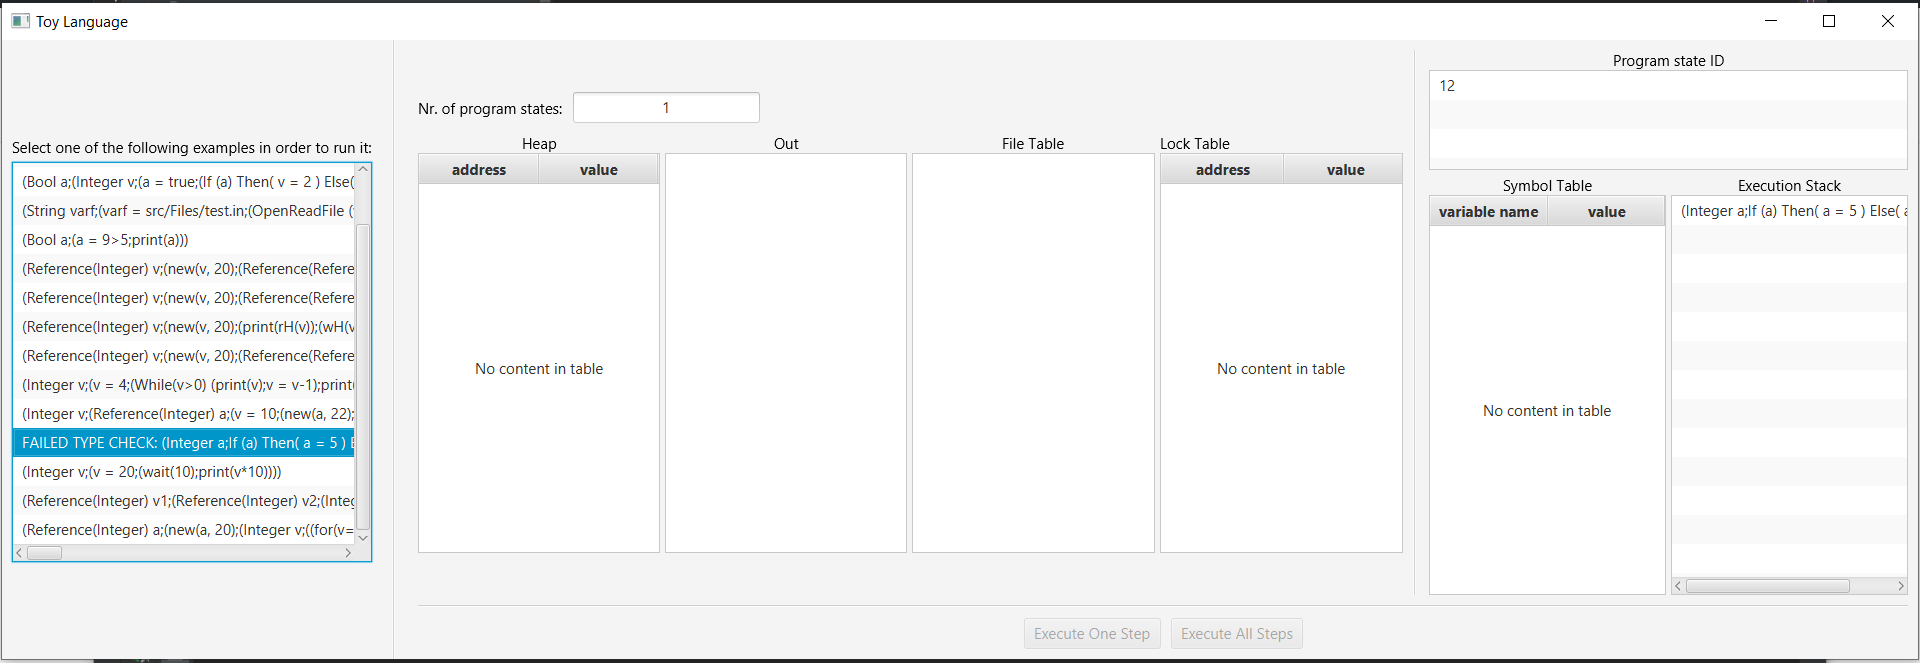 Toy Language
Select one of the following examples in order to run it:
(Bool a;(Integer v;(a = true;(If (a) Then( v = 2 ) Else(
(String varf;(varf = src/Files/test.in;(OpenReadFile (
(Bool a;(a = 9>5;print(a)))
(Reference(Integer) v;(new(v, 20);(Reference(Refere
(Reference(Integer) v;(new(v, 20);(Reference(Refere
(Reference(Integer) v;(new(v, 20);(print(rH(v));(wH(v
(Reference(Integer) v;(new(v, 20);(Reference(Refere
(Integer v;(v = 4;(While(v>0) (print(v);v = v-1);print(
(Integer v;(Reference(Integer) a;(v = 10;(new(a, 22);
FAILED TYPE CHECK: (Integer a;If (a) Then( a = 5 ) E
(Integer v;(v = 20;(wait(10);print(v*10))))
(Reference(Integer) v1;(Reference(Integer) v2;(Integ
(Reference(Integer) a;(new(a, 20);(Integer v;((for(v=
Nr. of program states: 1
Heap
address value
No content in table
Out
File Table
Lock Table
address value
No content in table
Program state ID
12
Symbol Table
variable name value
No content in table
Execution Stack
(Integer a;If (a) Then( a = 5 ) Else( a
Execute One Step
Execute All Steps